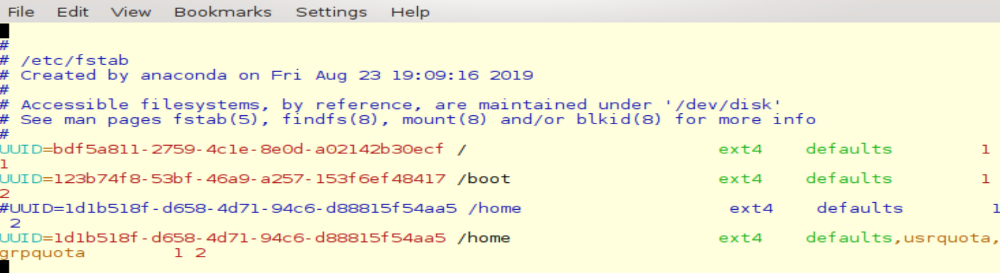 File Edit View Bookmarks Settings Help
#
# /etc/fstab
# Created by anaconda on Fri Aug 23 19:09:16 2019
#
# Accessible filesystems, by reference, are maintained under '/dev/disk'
# See man pages fstab(5), findfs(8), mount(8) and/or blkid(8) for more info
#
UUID=bdf5a811-2759-4c1e-8e0d-a02142b30ecf / ext4 defaults 1
1
UUID=123b74f8-53bf-46a9-a257-153f6ef48417 /boot ext4 defaults 1
2
#UUID=1d1b518f-d658-4d71-94c6-d88815f54aa5 /home ext4 defaults 1
2
UUID=1d1b518f-d658-4d71-94c6-d88815f54aa5 /home ext4 defaults,usrquota,
grpquota 1 2